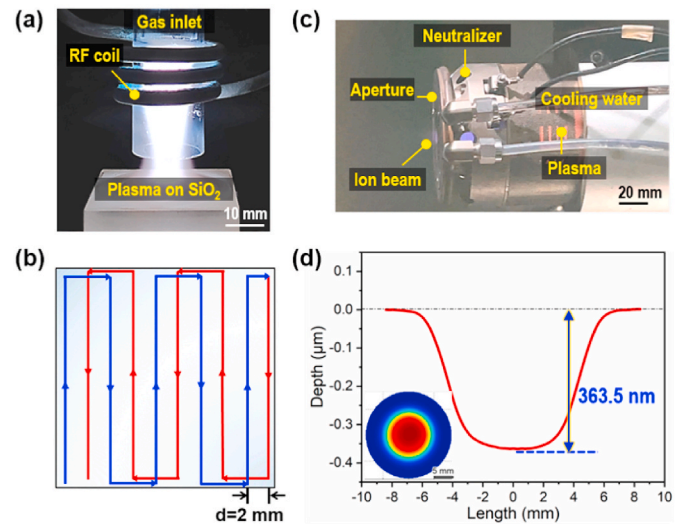 (a)
Gas inlet
RF coil
Plasma on SiO₂
10 mm
(b)
d=2 mm
(c)
Neutralizer
Aperture
Cooling water
Ion beam
Plasma
20 mm
(d)
0.1
0.0
-0.1
-0.2
-0.3
-0.4
Depth (μm)
363.5 nm
5 mm
-10 -8 -6 -4 -2 0 2 4 6 8 10
Length (mm)